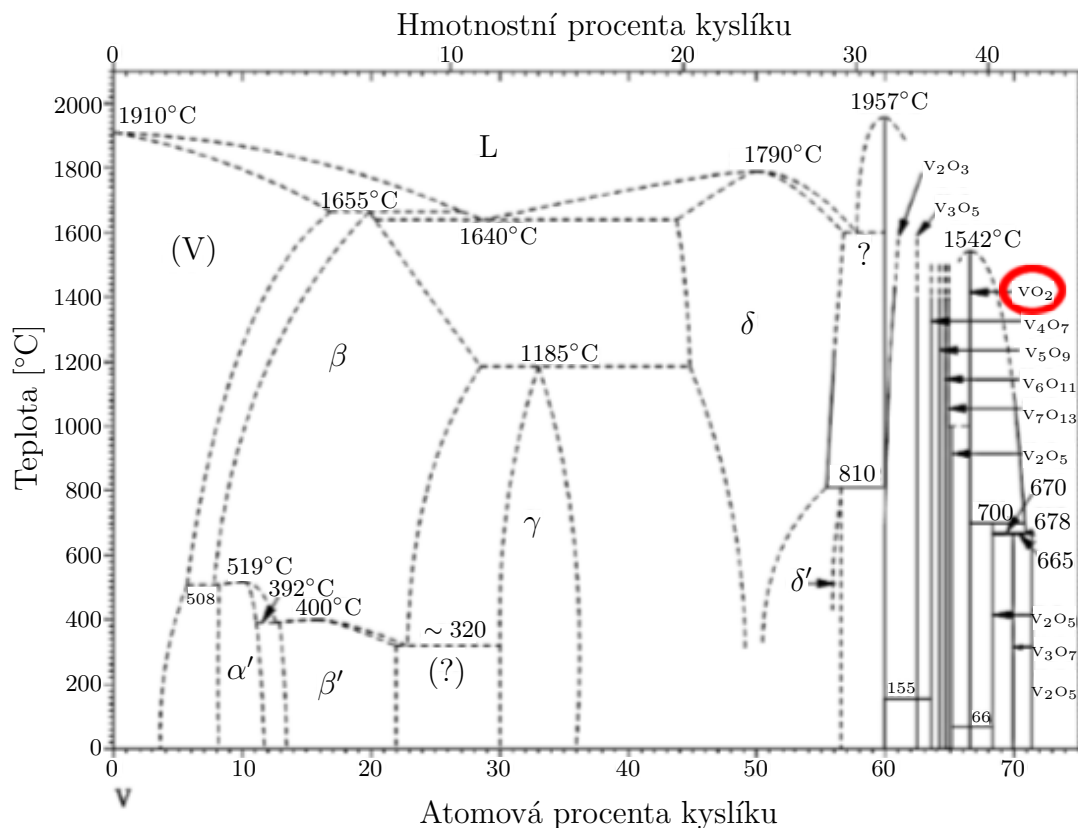 Hmotnostní procenta kyslíku
0 10 20 30 40
2000
1800
1600
1400
1200
1000
800
600
400
200
0
Teplota [°C]
1910°C
L
1957°C
1790°C
V₂O₃
1655°C
V₃O₅
1640°C
(V)
?
1542°C
VO₂
δ
V₄O₇
β
1185°C
V₅O₉
V₆O₁₁
V₇O₁₃
810
V₂O₅
670
700
678
γ
665
519°C
508
392°C
δ′
400°C
~ 320
V₂O₅
α′
β′
(?)
V₃O₇
155
V₂O₅
66
0 10 20 30 40 50 60 70
V
Atomová procenta kyslíku